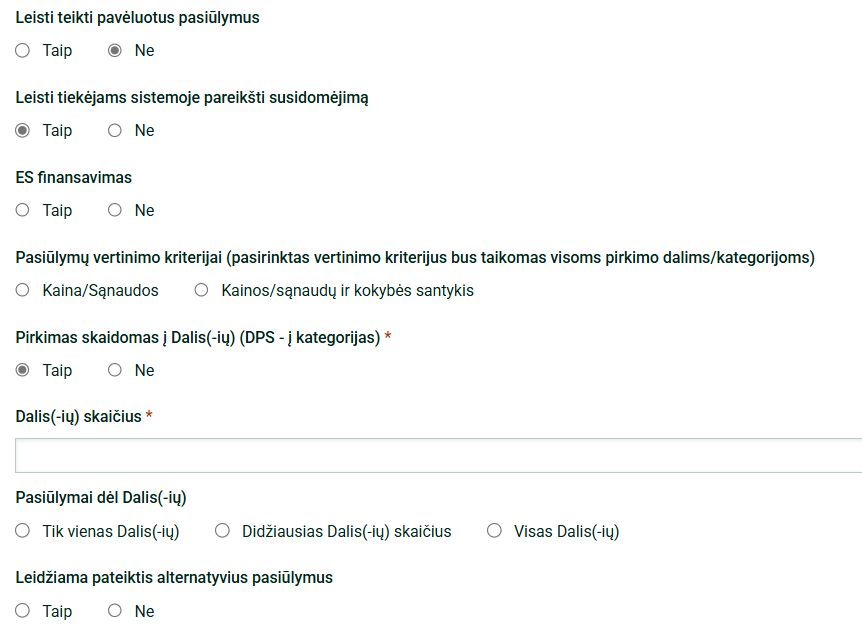 Leisti teikti pavėluotus pasiūlymus
Taip Ne
Leisti tiekėjams sistemoje pareikšti susidomėjimą
Taip Ne
ES finansavimas
Taip Ne
Pasiūlymų vertinimo kriterijai (pasirinktas vertinimo kriterijus bus taikomas visoms pirkimo dalims/kategorijoms)
Kaina/Sąnaudos Kainos/sąnaudų ir kokybės santykis
Pirkimas skaidomas į Dalis(-ių) (DPS - į kategorijas) *
Taip Ne
Dalis(-ių) skaičius *
Pasiūlymai dėl Dalis(-ių)
Tik vienas Dalis(-ių) Didžiausias Dalis(-ių) skaičius Visas Dalis(-ių)
Leidžiama pateiktis alternatyvius pasiūlymus
Taip Ne